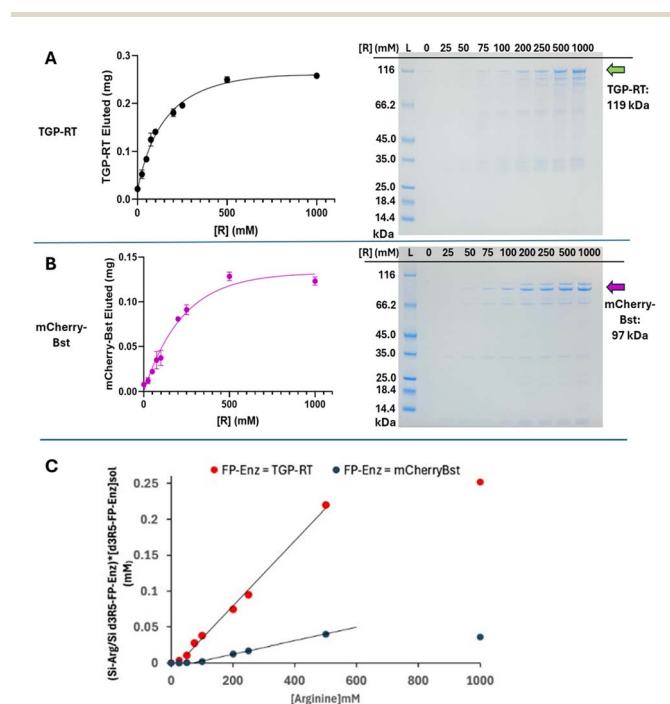 A
TGP-RT
TGP-RT Eluted (mg)
0.3
0.2
0.1
0.0
0 500 1000
[R] (mM)
[R] (mM) L 0 25 50 75 100 200 250 500 1000
116
66.2
45.0
35.0
25.0
18.4
14.4
kDa
TGP-RT:
119 kDa
B
mCherry-
Bst
mCherry-Bst Eluted (mg)
0.15
0.10
0.05
0.00
0 500 1000
[R] (mM)
[R] (mM) L 0 25 50 75 100 200 250 500 1000
116
66.2
45.0
35.0
25.0
18.4
14.4
kDa
mCherry-
Bst:
97 kDa
C
FP-Enz = TGP-RT FP-Enz = mCherryBst
(Si-Arg/Si d3R5-FP-Enz)*[d3R5-FP-Enz]sol
(mM)
0.25
0.2
0.15
0.1
0.05
0
0 200 400 600 800 1000
[Arginine]mM